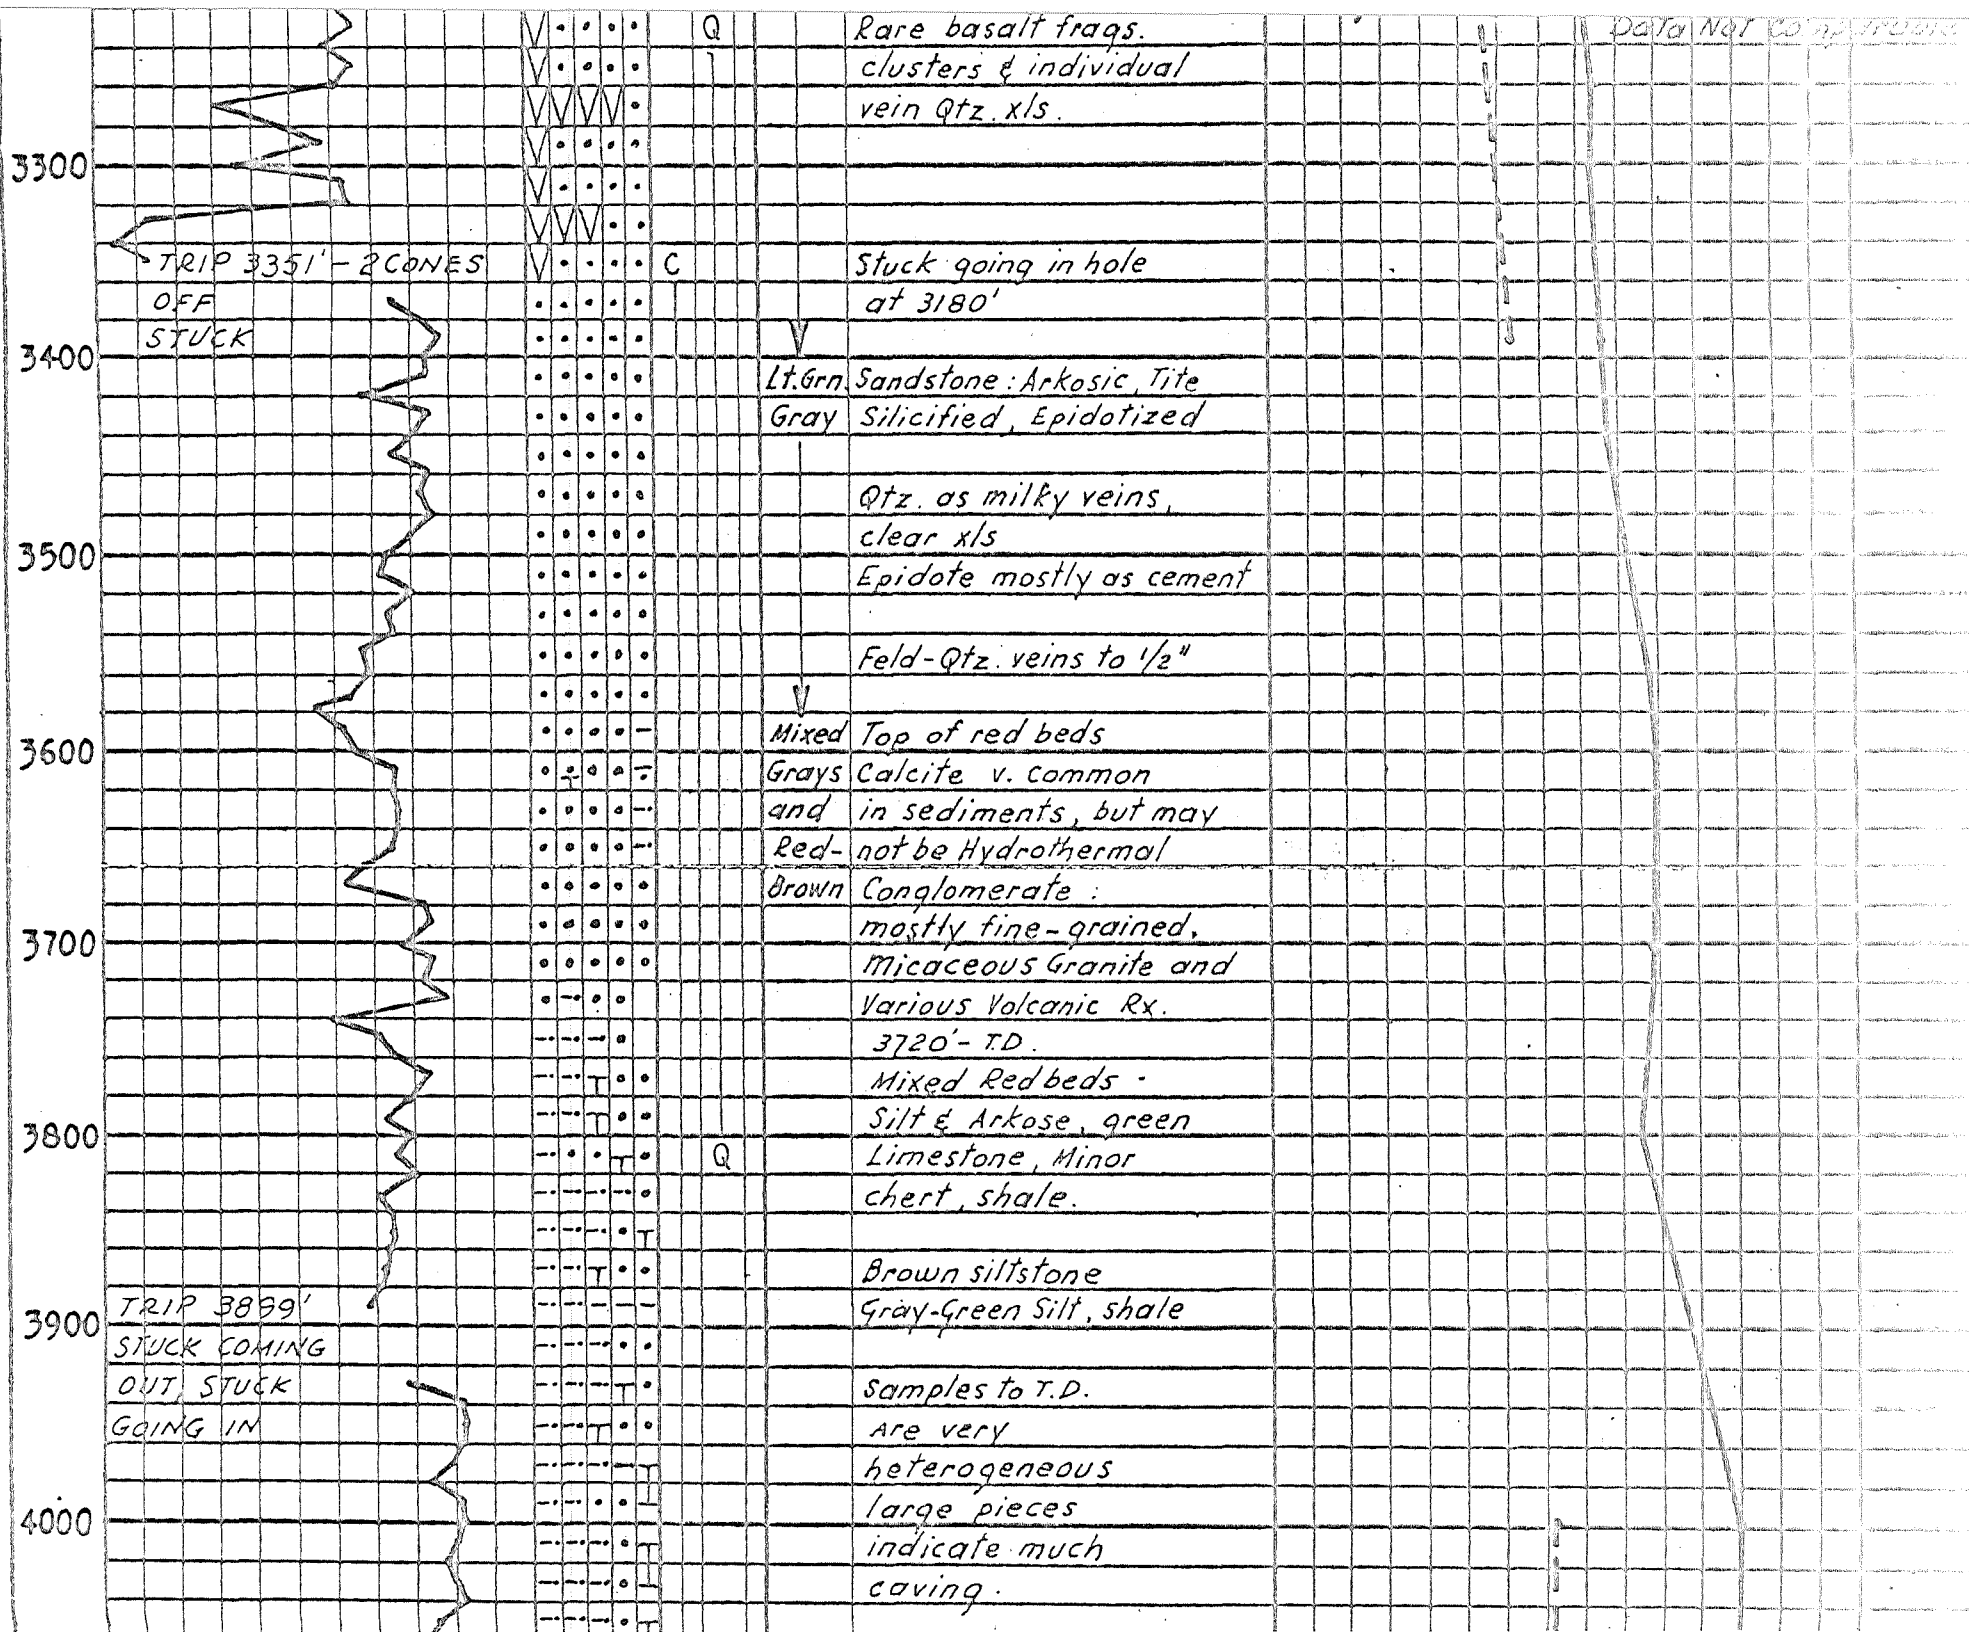 Q Rare basalt frags. Data Not Comparable
clusters & individual
vein Qtz. xls.
3300
TRIP 3351' - 2 CONES C Stuck going in hole
OFF at 3180'
STUCK
3400
Lt. Grn. Sandstone: Arkosic, Tite
Gray Silicified, Epidotized
Qtz. as milky veins,
clear xls
3500
Epidote mostly as cement
Feld-Qtz. veins to 1/2"
Mixed Top of red beds
3600
Grays Calcite v. common
and in sediments, but may
Red- not be Hydrothermal
Brown Conglomerate:
mostly fine-grained,
3700
Micaceous Granite and
Various Volcanic Rx.
3720' - T.D.
Mixed Redbeds -
Silt & Arkose, green
3800
Q Limestone, Minor
chert, shale.
Brown siltstone
TRIP 3899' Gray-Green Silt, shale
3900
STUCK COMING
OUT, STUCK Samples to T.D.
GOING IN Are very
heterogeneous
large pieces
4000
indicate much
caving.